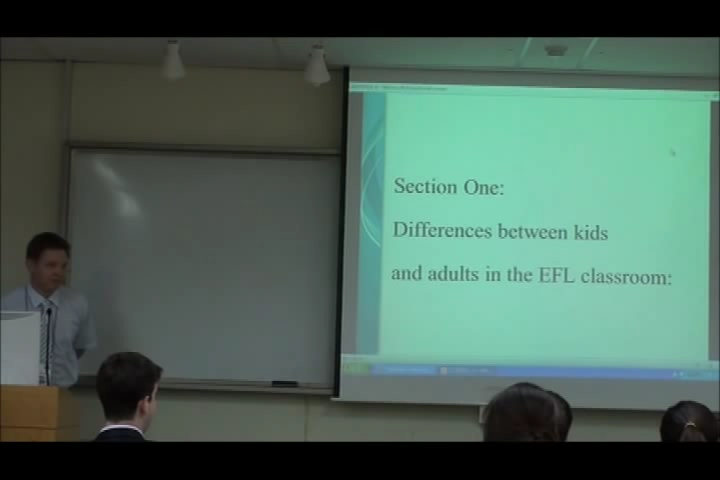 Section One:
Differences between kids
and adults in the EFL classroom: